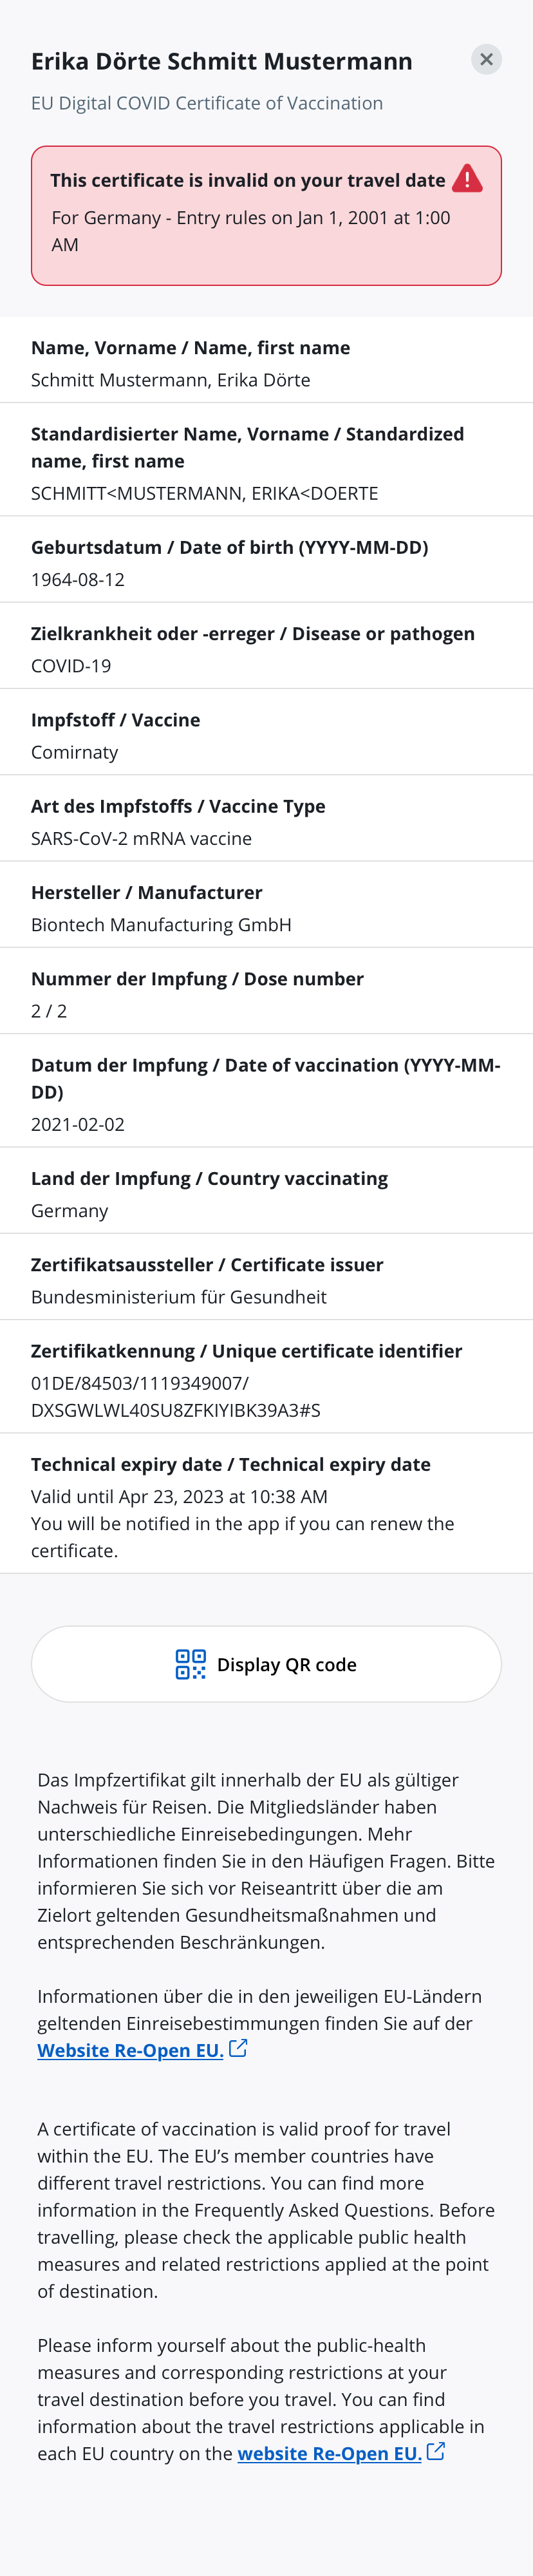 Erika Dörte Schmitt Mustermann
EU Digital COVID Certificate of Vaccination
This certificate is invalid on your travel date
For Germany - Entry rules on Jan 1, 2001 at 1:00
AM
Name, Vorname / Name, first name
Schmitt Mustermann, Erika Dörte
Standardisierter Name, Vorname / Standardized
name, first name
SCHMITT<MUSTERMANN, ERIKA<DOERTE
Geburtsdatum / Date of birth (YYYY-MM-DD)
1964-08-12
Zielkrankheit oder -erreger / Disease or pathogen
COVID-19
Impfstoff / Vaccine
Comirnaty
Art des Impfstoffs / Vaccine Type
SARS-CoV-2 mRNA vaccine
Hersteller / Manufacturer
Biontech Manufacturing GmbH
Nummer der Impfung / Dose number
2 / 2
Datum der Impfung / Date of vaccination (YYYY-MM-
DD)
2021-02-02
Land der Impfung / Country vaccinating
Germany
Zertifikatsaussteller / Certificate issuer
Bundesministerium für Gesundheit
Zertifikatkennung / Unique certificate identifier
01DE/84503/1119349007/
DXSGWLWL40SU8ZFKIYIBK39A3#S
Technical expiry date / Technical expiry date
Valid until Apr 23, 2023 at 10:38 AM
You will be notified in the app if you can renew the
certificate.
Display QR code
Das Impfzertifikat gilt innerhalb der EU als gültiger
Nachweis für Reisen. Die Mitgliedsländer haben
unterschiedliche Einreisebedingungen. Mehr
Informationen finden Sie in den Häufigen Fragen. Bitte
informieren Sie sich vor Reiseantritt über die am
Zielort geltenden Gesundheitsmaßnahmen und
entsprechenden Beschränkungen.
Informationen über die in den jeweiligen EU-Ländern
geltenden Einreisebestimmungen finden Sie auf der
Website Re-Open EU.
A certificate of vaccination is valid proof for travel
within the EU. The EU’s member countries have
different travel restrictions. You can find more
information in the Frequently Asked Questions. Before
travelling, please check the applicable public health
measures and related restrictions applied at the point
of destination.
Please inform yourself about the public-health
measures and corresponding restrictions at your
travel destination before you travel. You can find
information about the travel restrictions applicable in
each EU country on the website Re-Open EU.